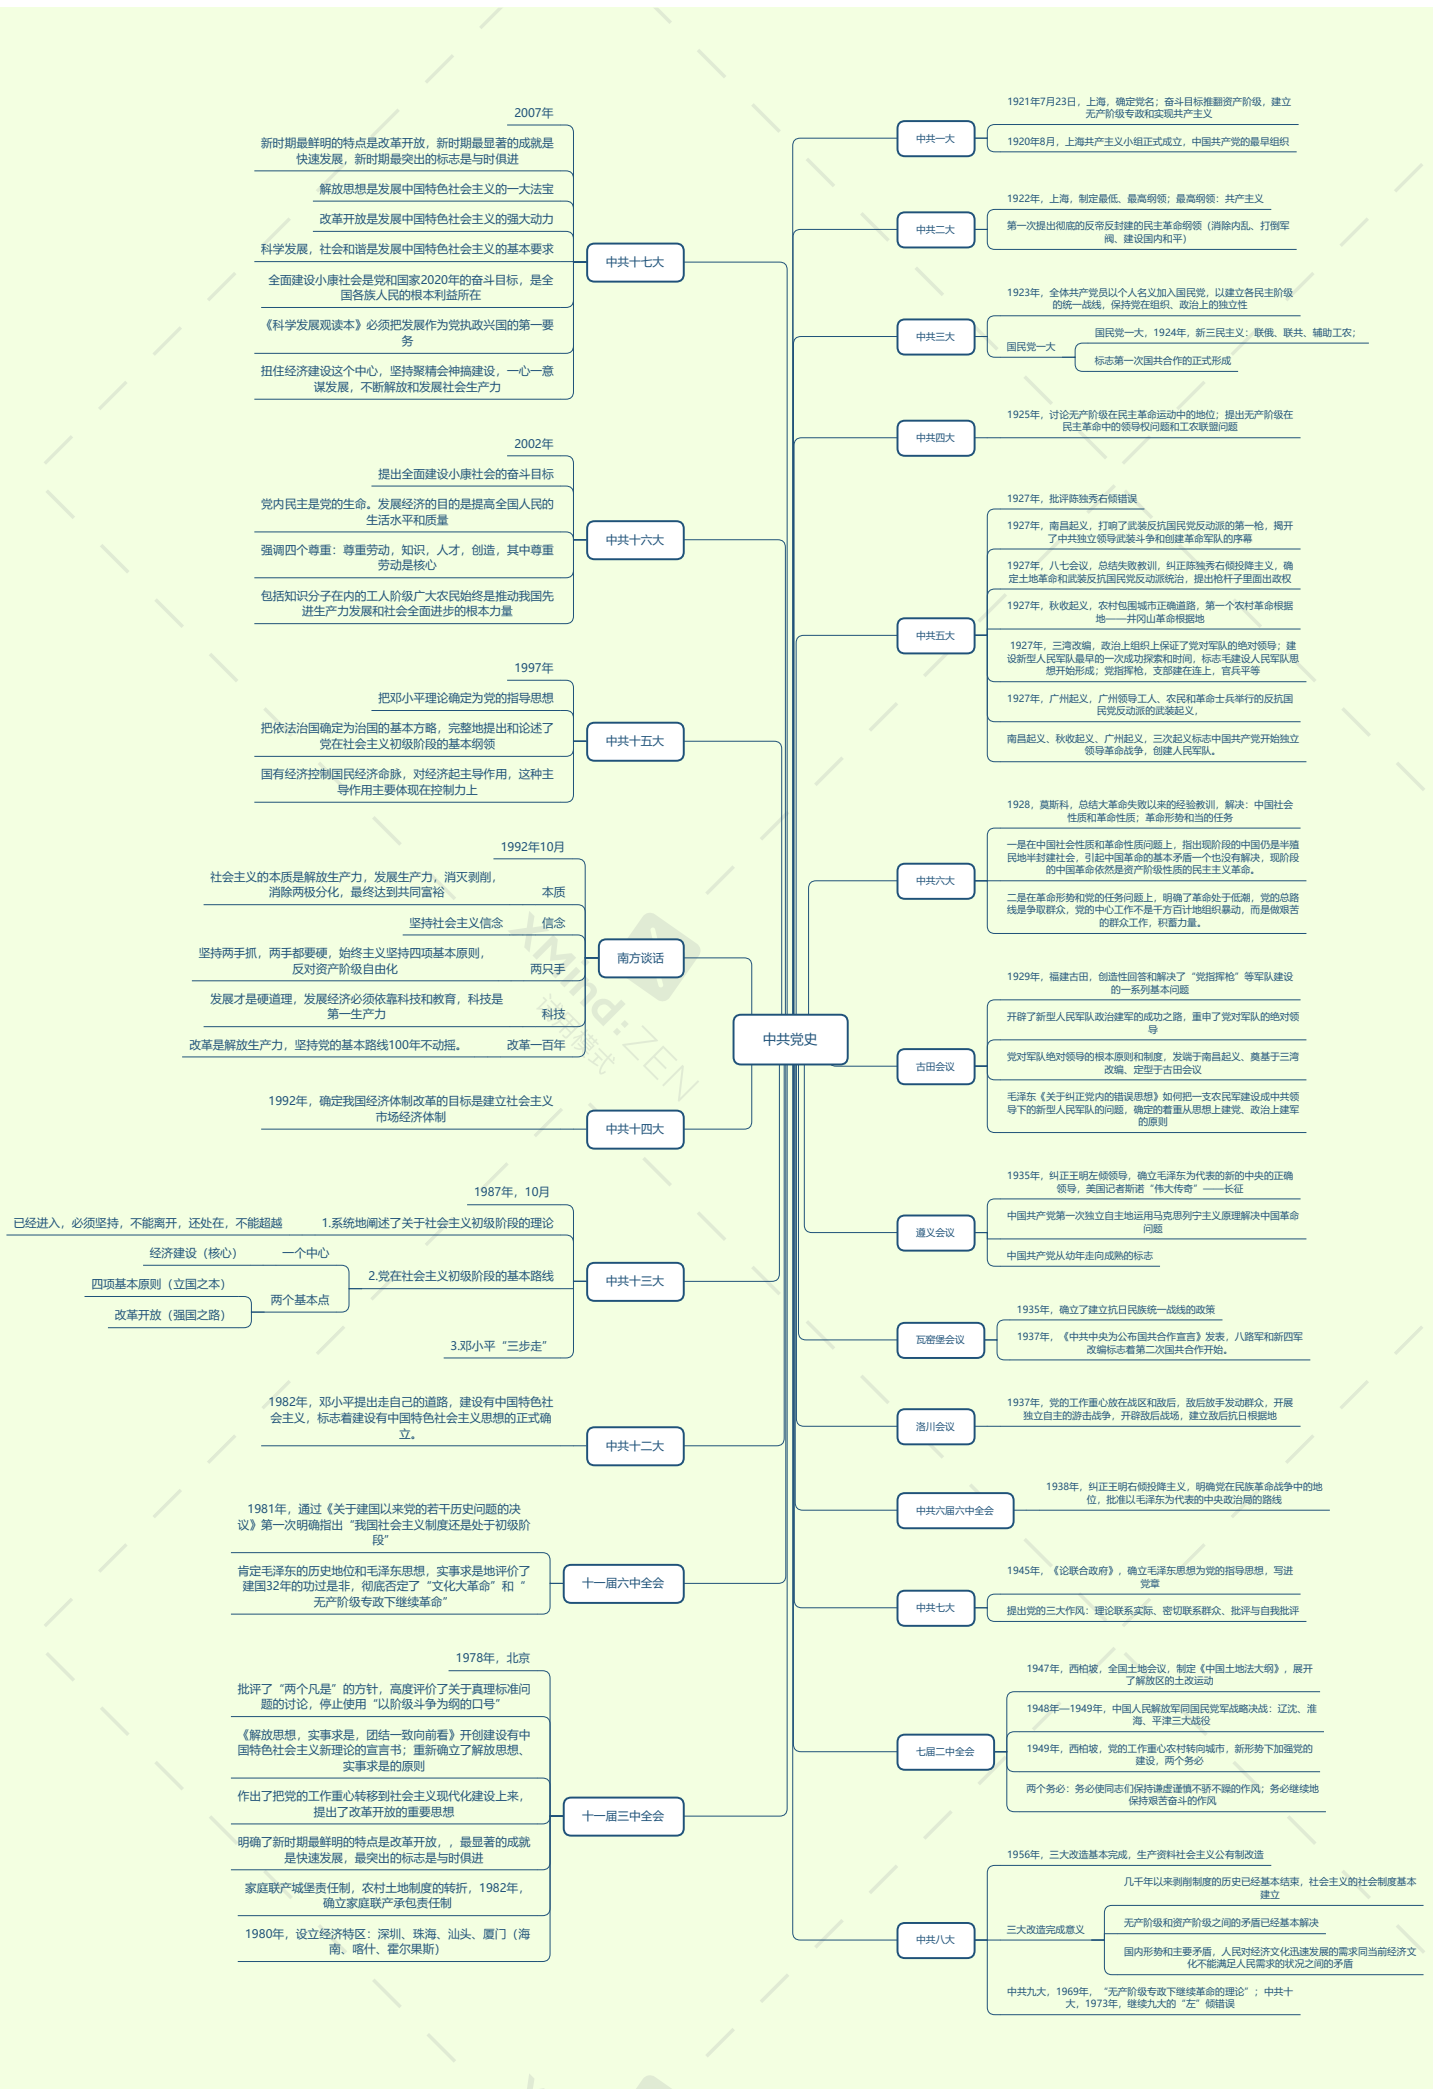 中共党史
中共一大
1921年7月23日，上海，确定党名；奋斗目标推翻资产阶级，建立
无产阶级专政和实现共产主义
1920年8月，上海共产主义小组正式成立，中国共产党的最早组织
中共二大
1922年，上海，制定最低、最高纲领；最高纲领：共产主义
第一次提出彻底的反帝反封建的民主革命纲领（消除内乱、打倒军
阀、建设国内和平）
中共三大
1923年，全体共产党员以个人名义加入国民党，以建立各民主阶级
的统一战线，保持党在组织、政治上的独立性
国民党一大
国民党一大，1924年，新三民主义：联俄、联共、辅助工农；
标志第一次国共合作的正式形成
中共四大
1925年，讨论无产阶级在民主革命运动中的地位；提出无产阶级在
民主革命中的领导权问题和工农联盟问题
中共五大
1927年，批评陈独秀右倾错误
1927年，南昌起义，打响了武装反抗国民党反动派的第一枪，揭开
了中共独立领导武装斗争和创建革命军队的序幕
1927年，八七会议，总结失败教训，纠正陈独秀右倾投降主义，确
定土地革命和武装反抗国民党反动派统治，提出枪杆子里面出政权
1927年，秋收起义，农村包围城市正确道路，第一个农村革命根据
地——井冈山革命根据地
1927年，三湾改编，政治上组织上保证了党对军队的绝对领导；建
设新型人民军队最早的一次成功探索和时间，标志毛建设人民军队思
想开始形成；党指挥枪，支部建在连上，官兵平等
1927年，广州起义，广州领导工人、农民和革命士兵举行的反抗国
民党反动派的武装起义，
南昌起义、秋收起义、广州起义，三次起义标志中国共产党开始独立
领导革命战争，创建人民军队。
中共六大
1928，莫斯科，总结大革命失败以来的经验教训，解决：中国社会
性质和革命性质；革命形势和当的任务
一是在中国社会性质和革命性质问题上，指出现阶段的中国仍是半殖
民地半封建社会，引起中国革命的基本矛盾一个也没有解决，现阶段
的中国革命依然是资产阶级性质的民主主义革命。
二是在革命形势和党的任务问题上，明确了革命处于低潮，党的总路
线是争取群众，党的中心工作不是千方百计地组织暴动，而是做艰苦
的群众工作，积蓄力量。
古田会议
1929年，福建古田，创造性回答和解决了“党指挥枪”等军队建设
的一系列基本问题
开辟了新型人民军队政治建军的成功之路，重申了党对军队的绝对领
导
党对军队绝对领导的根本原则和制度，发端于南昌起义、奠基于三湾
改编、定型于古田会议
毛泽东《关于纠正党内的错误思想》如何把一支农民军建设成中共领
导下的新型人民军队的问题，确定的着重从思想上建党、政治上建军
的原则
遵义会议
1935年，纠正王明左倾领导，确立毛泽东为代表的新的中央的正确
领导，美国记者斯诺“伟大传奇”——长征
中国共产党第一次独立自主地运用马克思列宁主义原理解决中国革命
问题
中国共产党从幼年走向成熟的标志
瓦窑堡会议
1935年，确立了建立抗日民族统一战线的政策
1937年，《中共中央为公布国共合作宣言》发表，八路军和新四军
改编标志着第二次国共合作开始。
洛川会议
1937年，党的工作重心放在战区和敌后，敌后放手发动群众，开展
独立自主的游击战争，开辟敌后战场，建立敌后抗日根据地
中共六届六中全会
1938年，纠正王明右倾投降主义，明确党在民族革命战争中的地
位，批准以毛泽东为代表的中央政治局的路线
中共七大
1945年，《论联合政府》，确立毛泽东思想为党的指导思想，写进
党章
提出党的三大作风：理论联系实际、密切联系群众、批评与自我批评
七届二中全会
1947年，西柏坡，全国土地会议，制定《中国土地法大纲》，展开
了解放区的土改运动
1948年—1949年，中国人民解放军同国民党军战略决战：辽沈、淮
海、平津三大战役
1949年，西柏坡，党的工作重心农村转向城市，新形势下加强党的
建设，两个务必
两个务必：务必使同志们保持谦虚谨慎不骄不躁的作风；务必继续地
保持艰苦奋斗的作风
中共八大
1956年，三大改造基本完成，生产资料社会主义公有制改造
三大改造完成意义
几千年以来剥削制度的历史已经基本结束，社会主义的社会制度基本
建立
无产阶级和资产阶级之间的矛盾已经基本解决
国内形势和主要矛盾，人民对经济文化迅速发展的需求同当前经济文
化不能满足人民需求的状况之间的矛盾
中共九大，1969年，“无产阶级专政下继续革命的理论”；中共十
大，1973年，继续九大的“左”倾错误
中共十七大
2007年
新时期最鲜明的特点是改革开放，新时期最显著的成就是
快速发展，新时期最突出的标志是与时俱进
解放思想是发展中国特色社会主义的一大法宝
改革开放是发展中国特色社会主义的强大动力
科学发展，社会和谐是发展中国特色社会主义的基本要求
全面建设小康社会是党和国家2020年的奋斗目标，是全
国各族人民的根本利益所在
《科学发展观读本》必须把发展作为党执政兴国的第一要
务
扭住经济建设这个中心，坚持聚精会神搞建设，一心一意
谋发展，不断解放和发展社会生产力
中共十六大
2002年
提出全面建设小康社会的奋斗目标
党内民主是党的生命。发展经济的目的是提高全国人民的
生活水平和质量
强调四个尊重：尊重劳动，知识，人才，创造，其中尊重
劳动是核心
包括知识分子在内的工人阶级广大农民始终是推动我国先
进生产力发展和社会全面进步的根本力量
中共十五大
1997年
把邓小平理论确定为党的指导思想
把依法治国确定为治国的基本方略，完整地提出和论述了
党在社会主义初级阶段的基本纲领
国有经济控制国民经济命脉，对经济起主导作用，这种主
导作用主要体现在控制力上
南方谈话
1992年10月
社会主义的本质是解放生产力，发展生产力，消灭剥削，
消除两极分化，最终达到共同富裕
本质
坚持社会主义信念
信念
坚持两手抓，两手都要硬，始终主义坚持四项基本原则，
反对资产阶级自由化
两只手
发展才是硬道理，发展经济必须依靠科技和教育，科技是
第一生产力
科技
改革是解放生产力，坚持党的基本路线100年不动摇。
改革一百年
中共十四大
1992年，确定我国经济体制改革的目标是建立社会主义
市场经济体制
中共十三大
1987年，10月
已经进入，必须坚持，不能离开，还处在，不能超越
1.系统地阐述了关于社会主义初级阶段的理论
经济建设（核心）
一个中心
2.党在社会主义初级阶段的基本路线
四项基本原则（立国之本）
两个基本点
改革开放（强国之路）
3.邓小平“三步走”
中共十二大
1982年，邓小平提出走自己的道路，建设有中国特色社
会主义，标志着建设有中国特色社会主义思想的正式确
立。
十一届六中全会
1981年，通过《关于建国以来党的若干历史问题的决
议》第一次明确指出“我国社会主义制度还是处于初级阶
段”
肯定毛泽东的历史地位和毛泽东思想，实事求是地评价了
建国32年的功过是非，彻底否定了“文化大革命”和“
无产阶级专政下继续革命”
十一届三中全会
1978年，北京
批评了“两个凡是”的方针，高度评价了关于真理标准问
题的讨论，停止使用“以阶级斗争为纲的口号”
《解放思想，实事求是，团结一致向前看》开创建设有中
国特色社会主义新理论的宣言书；重新确立了解放思想、
实事求是的原则
作出了把党的工作重心转移到社会主义现代化建设上来，
提出了改革开放的重要思想
明确了新时期最鲜明的特点是改革开放，，最显著的成就
是快速发展，最突出的标志是与时俱进
家庭联产城堡责任制，农村土地制度的转折，1982年，
确立家庭联产承包责任制
1980年，设立经济特区：深圳、珠海、汕头、厦门（海
南、喀什、霍尔果斯）
XMind:ZEN
试用模式